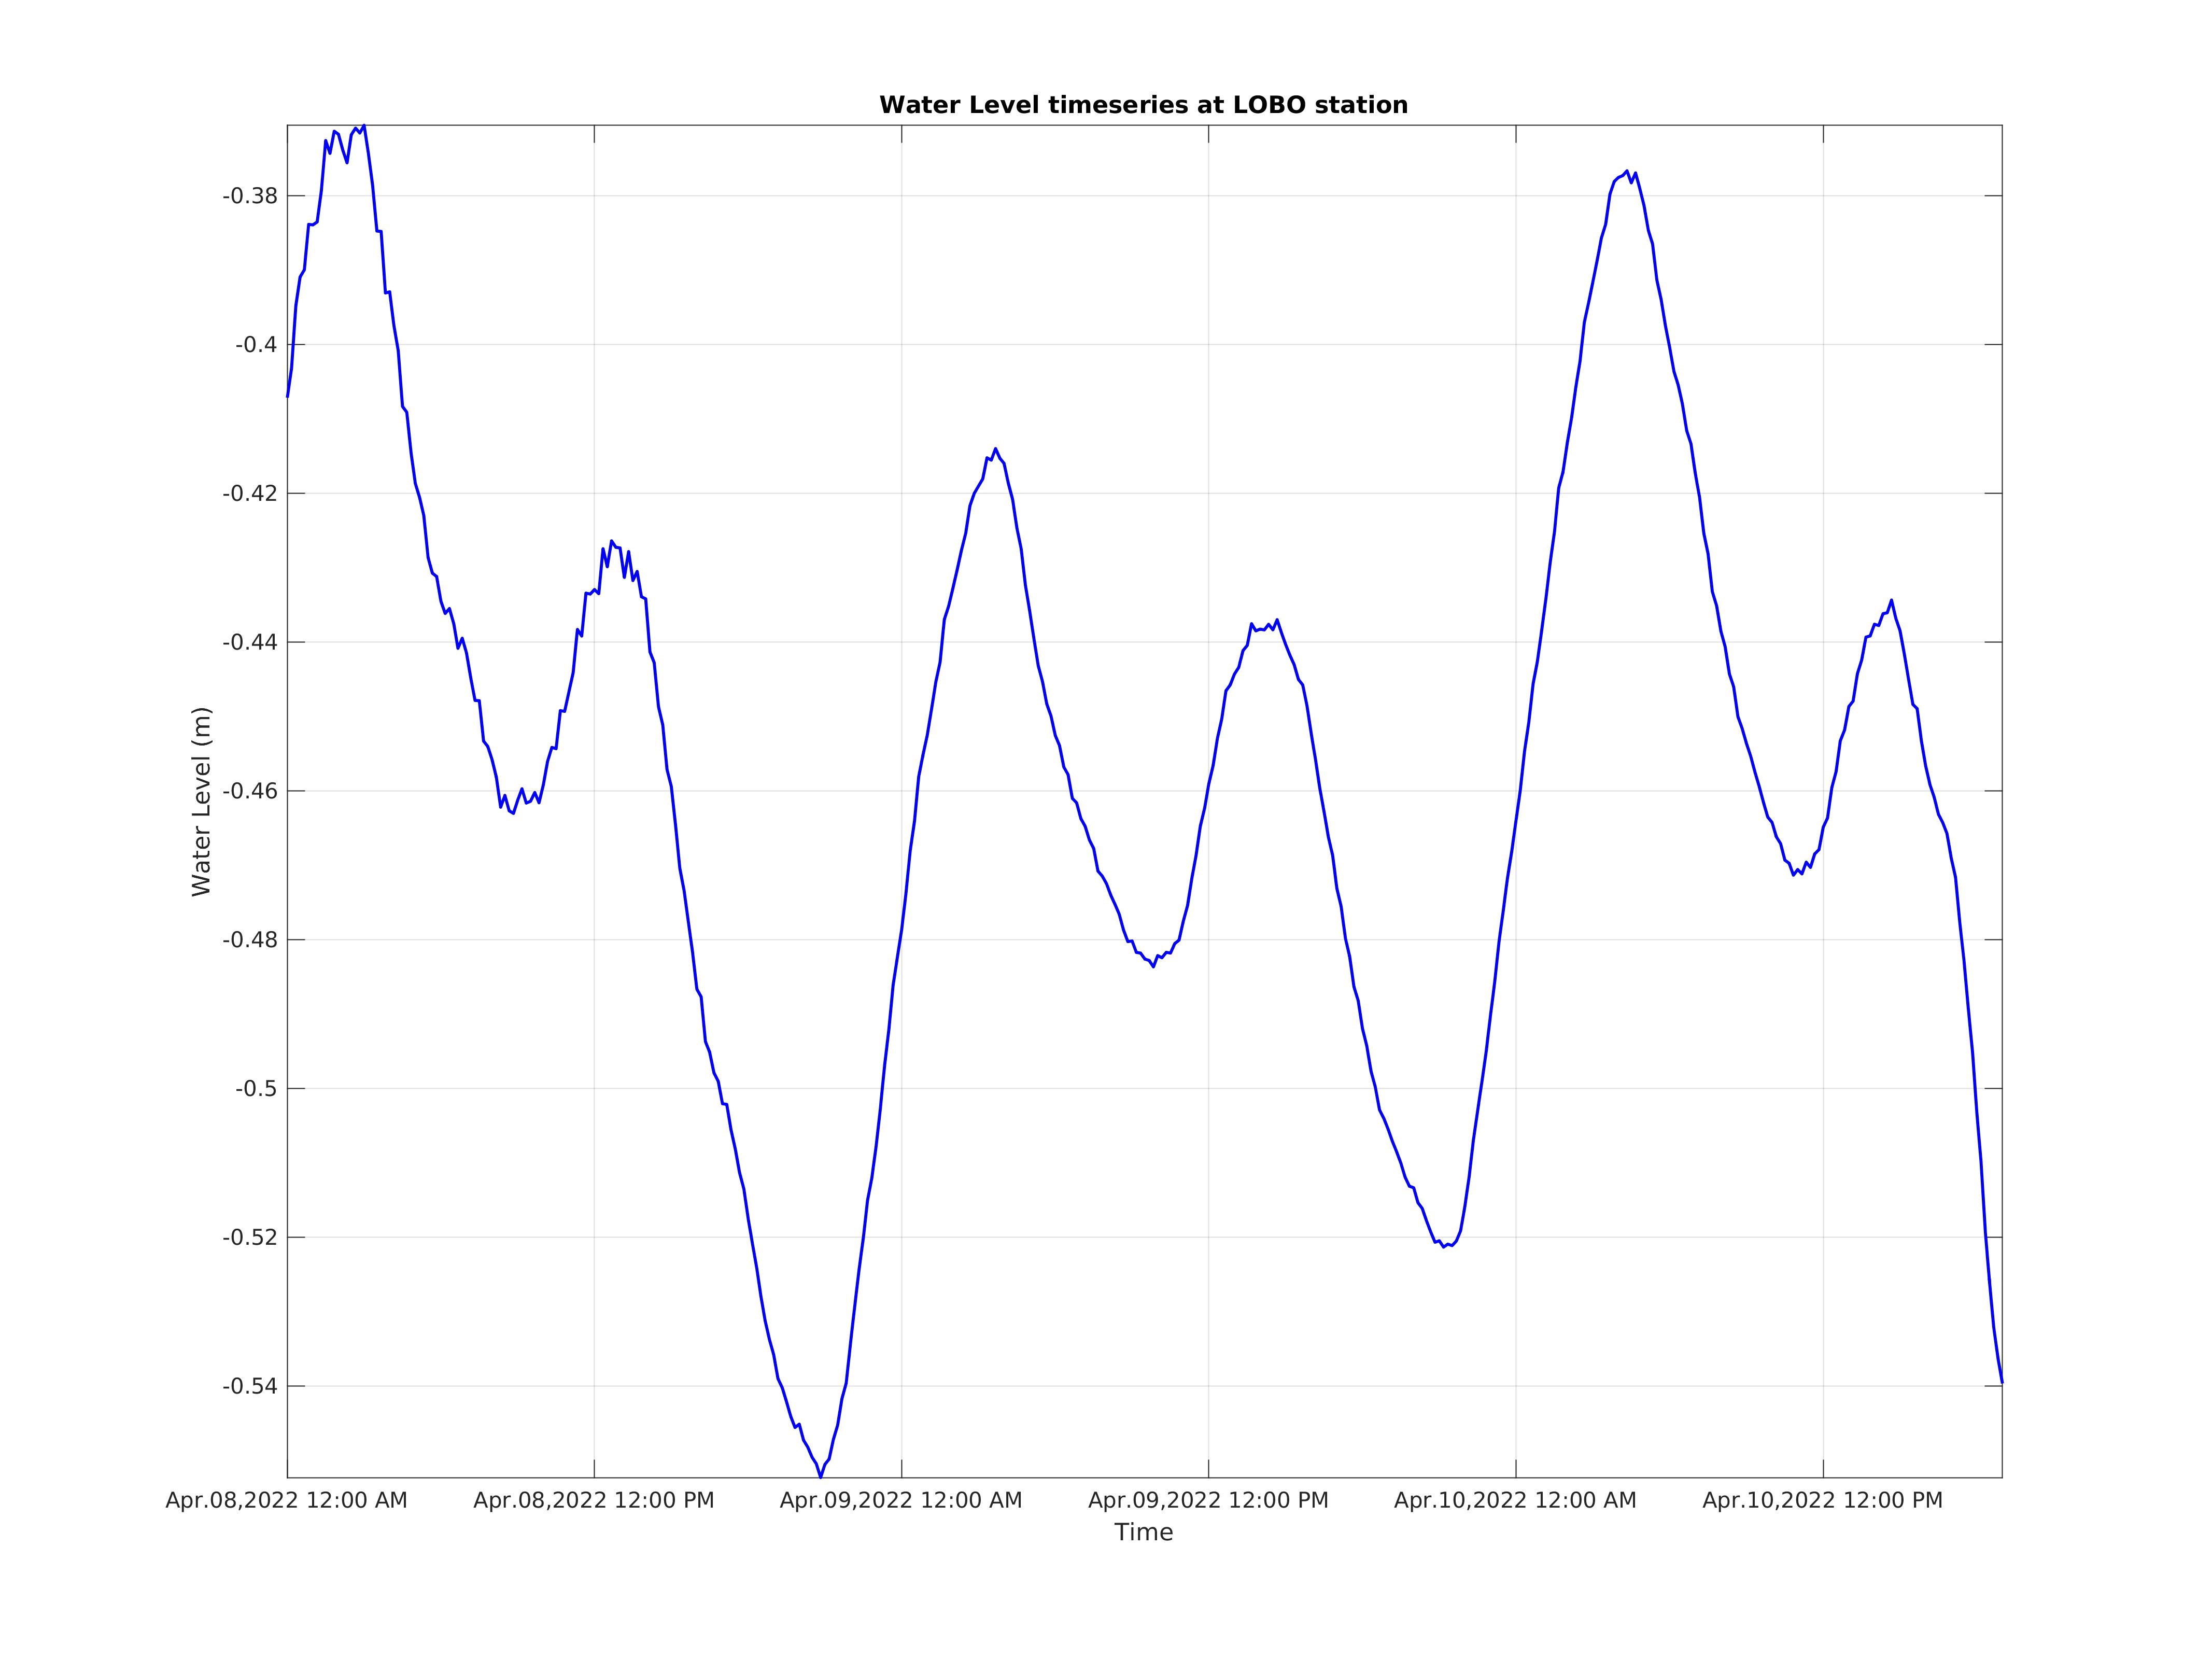 Water Level timeseries at LOBO station
-0.38
-0.4
-0.42
-0.44
-0.46
-0.48
-0.5
-0.52
-0.54
Water Level (m)
Apr.08,2022 12:00 AM
Apr.08,2022 12:00 PM
Apr.09,2022 12:00 AM
Apr.09,2022 12:00 PM
Apr.10,2022 12:00 AM
Apr.10,2022 12:00 PM
Time